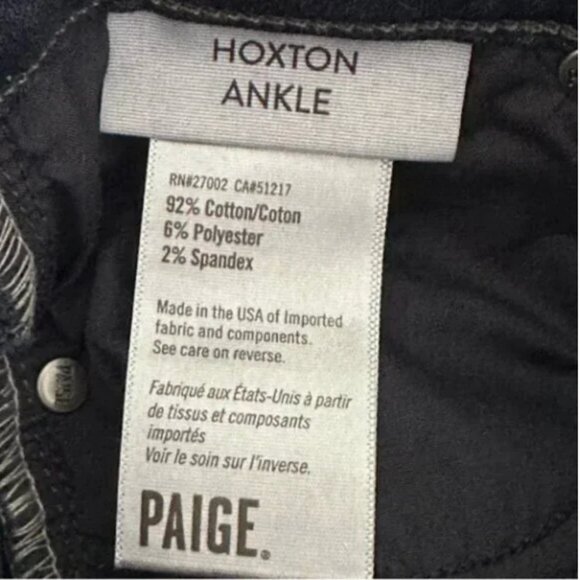 HOXTON
ANKLE
RN#27002 CA#51217
92% Cotton/Coton
6% Polyester
2% Spandex
Made in the USA of Imported
fabric and components.
See care on reverse.
Fabriqué aux États-Unis à partir
de tissus et composants
importés
Voir le soin sur l'inverse.
PAIGE.